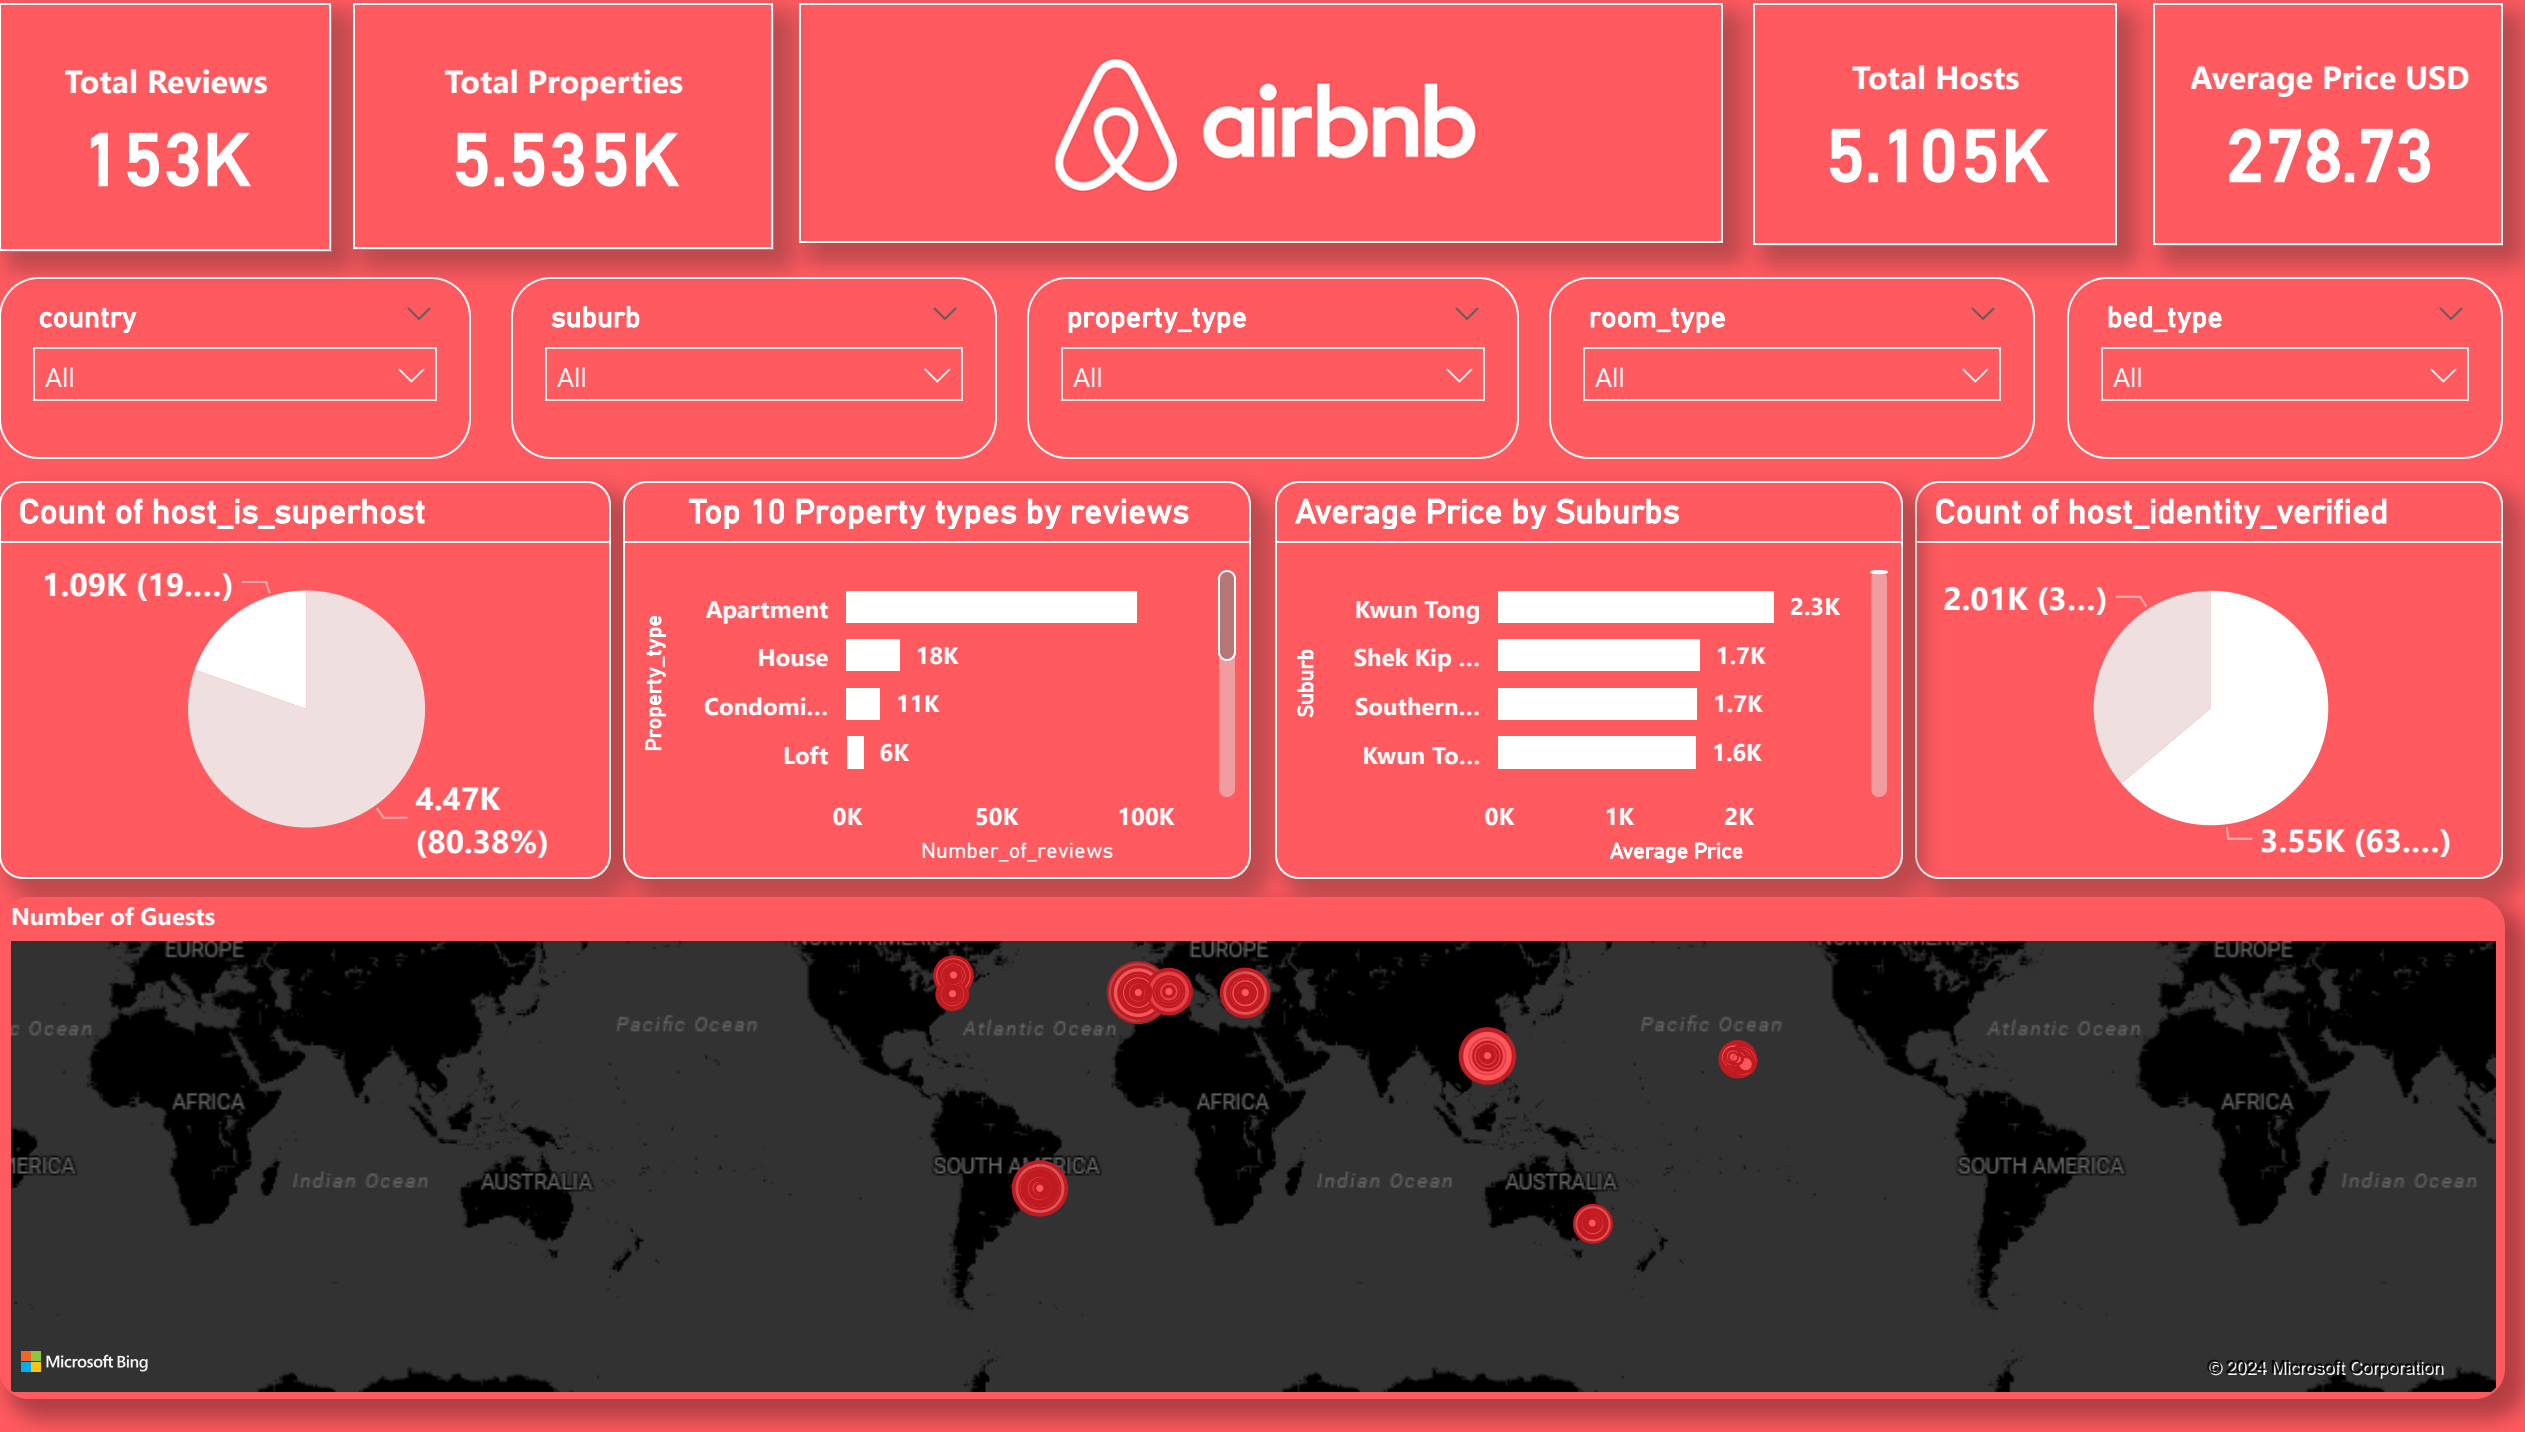 Total Reviews
153K
Total Properties
5.535K
airbnb
Total Hosts
5.105K
Average Price USD
278.73
country
All
suburb
All
property_type
All
room_type
All
bed_type
All
Count of host_is_superhost
1.09K (19....)
4.47K
(80.38%)
Top 10 Property types by reviews
Property_type
Apartment
House
18K
Condomi...
11K
Loft
6K
0K
50K
100K
Number_of_reviews
Average Price by Suburbs
Suburb
Kwun Tong
2.3K
Shek Kip ...
1.7K
Southern...
1.7K
Kwun To...
1.6K
0K
1K
2K
Average Price
Count of host_identity_verified
2.01K (3...)
3.55K (63....)
Number of Guests
EUROPE
NORTH AMERICA
EUROPE
NORTH AMERICA
EUROPE
c Ocean
Pacific Ocean
Atlantic Ocean
Pacific Ocean
Atlantic Ocean
AFRICA
AFRICA
AFRICA
MERICA
Indian Ocean
AUSTRALIA
SOUTH AMERICA
Indian Ocean
AUSTRALIA
SOUTH AMERICA
Indian Ocean
Microsoft Bing
© 2024 Microsoft Corporation